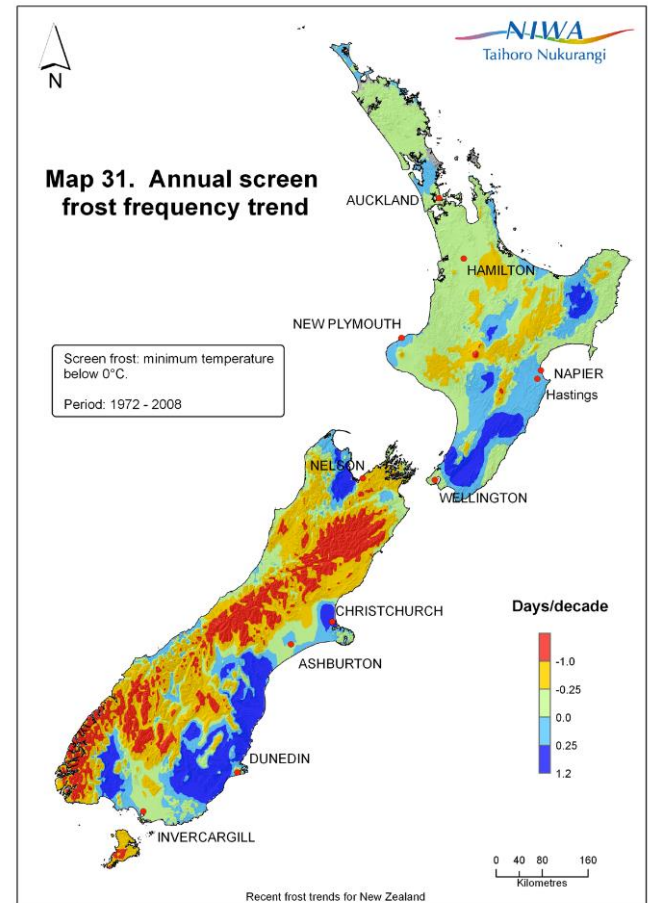 N
NIWA
Taihoro Nukurangi
Map 31. Annual screen
frost frequency trend
AUCKLAND
HAMILTON
NEW PLYMOUTH
Screen frost: minimum temperature
below 0°C.
Period: 1972 - 2008
NAPIER
Hastings
NELSON
WELLINGTON
CHRISTCHURCH
ASHBURTON
Days/decade
-1.0
-0.25
0.0
0.25
1.2
DUNEDIN
INVERCARGILL
0 40 80 160
Kilometres
Recent frost trends for New Zealand